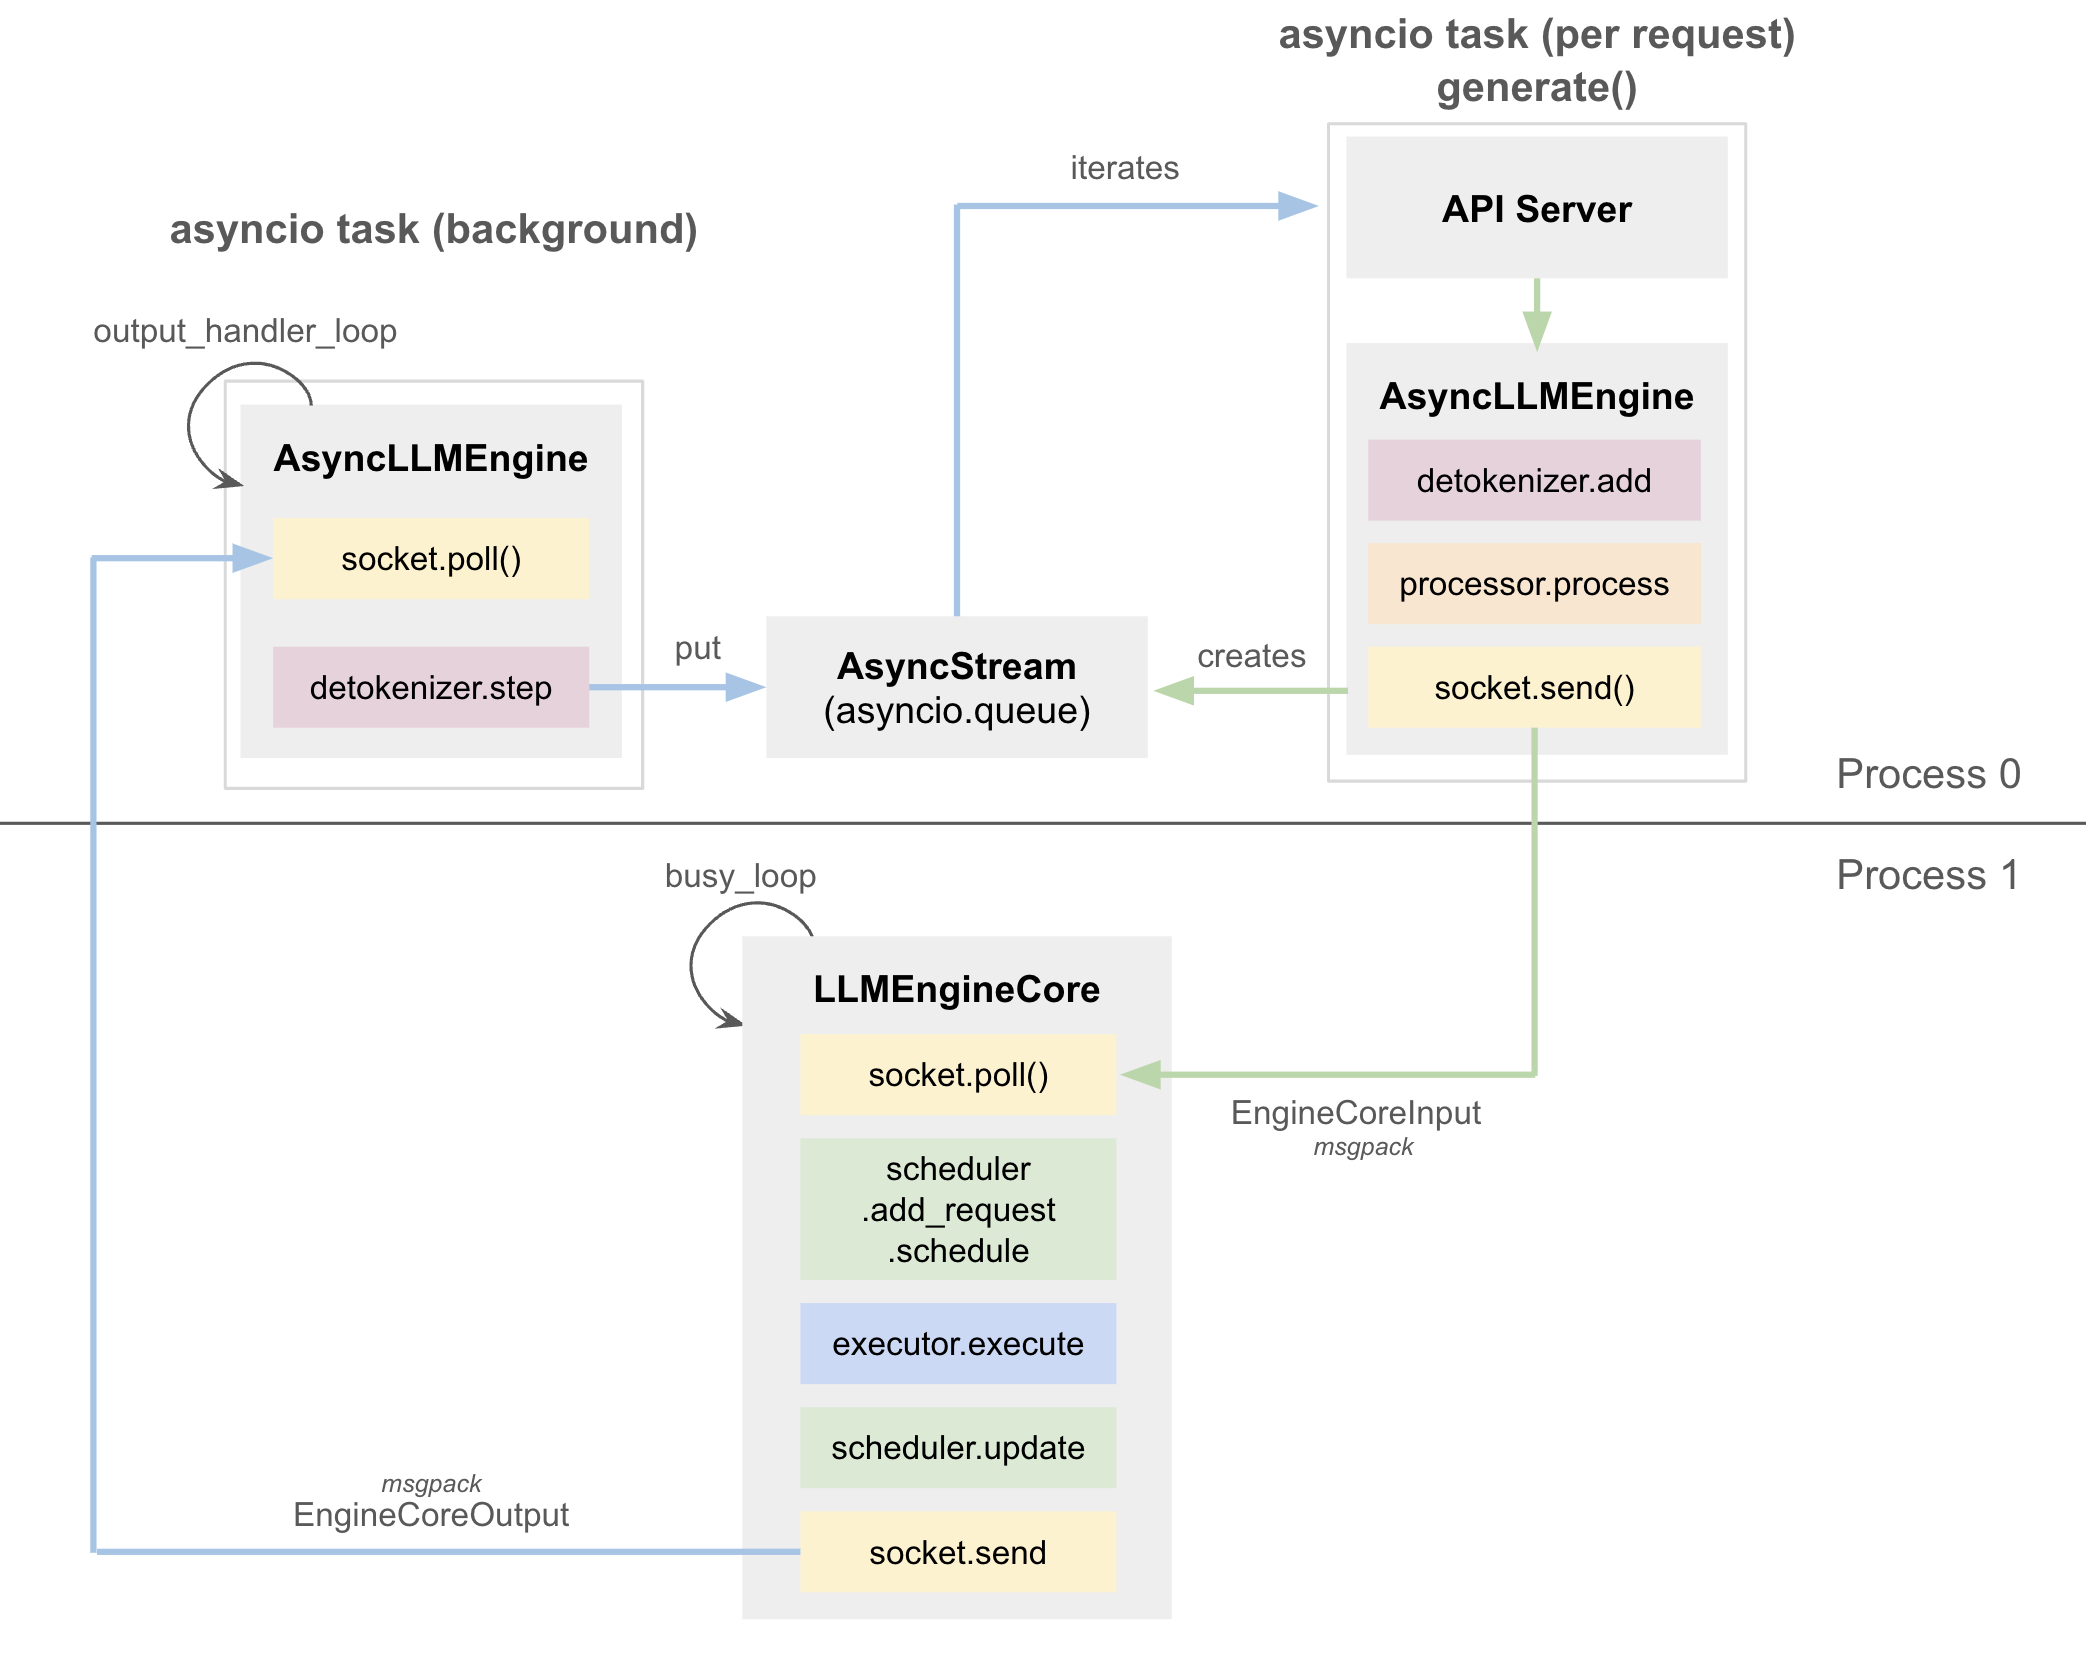 asyncio task (per request)
generate()
iterates
API Server
asyncio task (background)
output_handler_loop
AsyncLLMEngine
socket.poll()
detokenizer.step
put
AsyncStream
(asyncio.queue)
creates
AsyncLLMEngine
detokenizer.add
processor.process
socket.send()
Process 0
Process 1
busy_loop
LLMEngineCore
socket.poll()
EngineCoreInput
msgpack
scheduler
.add_request
.schedule
executor.execute
scheduler.update
msgpack
EngineCoreOutput
socket.send